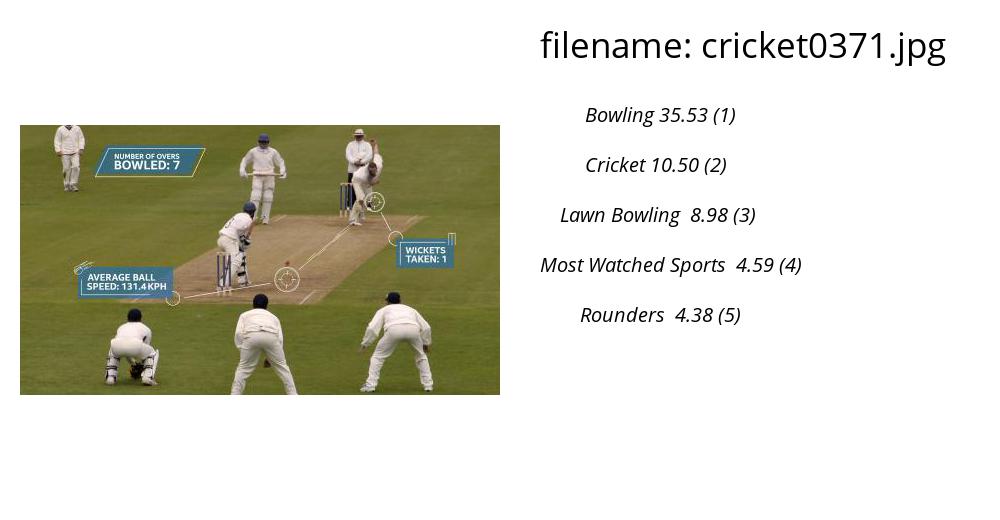 filename: cricket0371.jpg
Bowling 35.53 (1)
Cricket 10.50 (2)
Lawn Bowling 8.98 (3)
Most Watched Sports 4.59 (4)
Rounders 4.38 (5)
NUMBER OF OVERS
BOWLED: 7
WICKETS
TAKEN: 1
AVERAGE BALL
SPEED: 131.4KPH